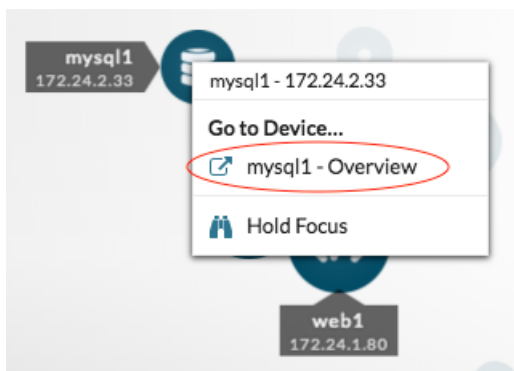 mysql1
172.24.2.33
mysql1 - 172.24.2.33
Go to Device...
mysql1 - Overview
Hold Focus
web1
172.24.1.80